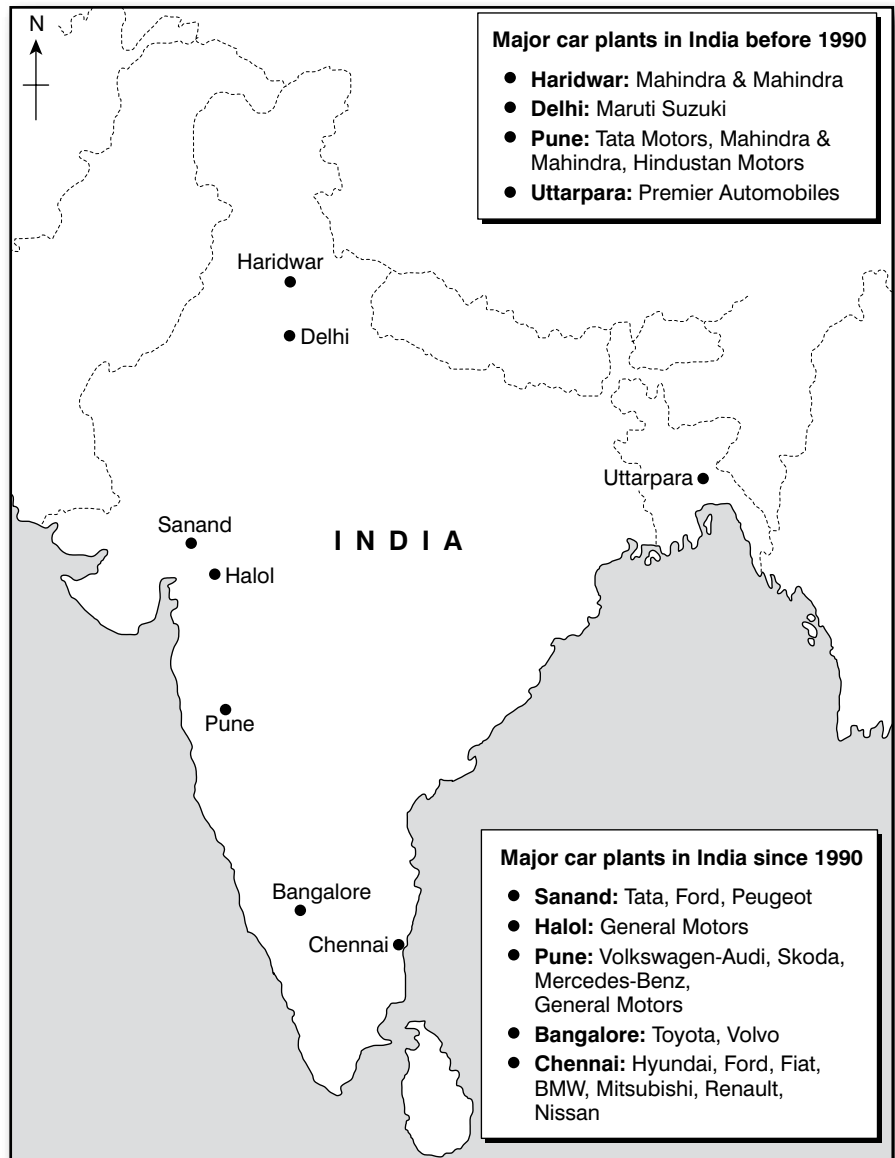 N
Major car plants in India before 1990
● Haridwar: Mahindra & Mahindra
● Delhi: Maruti Suzuki
● Pune: Tata Motors, Mahindra &
Mahindra, Hindustan Motors
● Uttarpara: Premier Automobiles
Haridwar
Delhi
Uttarpara
Sanand
INDIA
Halol
Pune
Bangalore
Chennai
Major car plants in India since 1990
● Sanand: Tata, Ford, Peugeot
● Halol: General Motors
● Pune: Volkswagen-Audi, Skoda,
Mercedes-Benz,
General Motors
● Bangalore: Toyota, Volvo
● Chennai: Hyundai, Ford, Fiat,
BMW, Mitsubishi, Renault,
Nissan